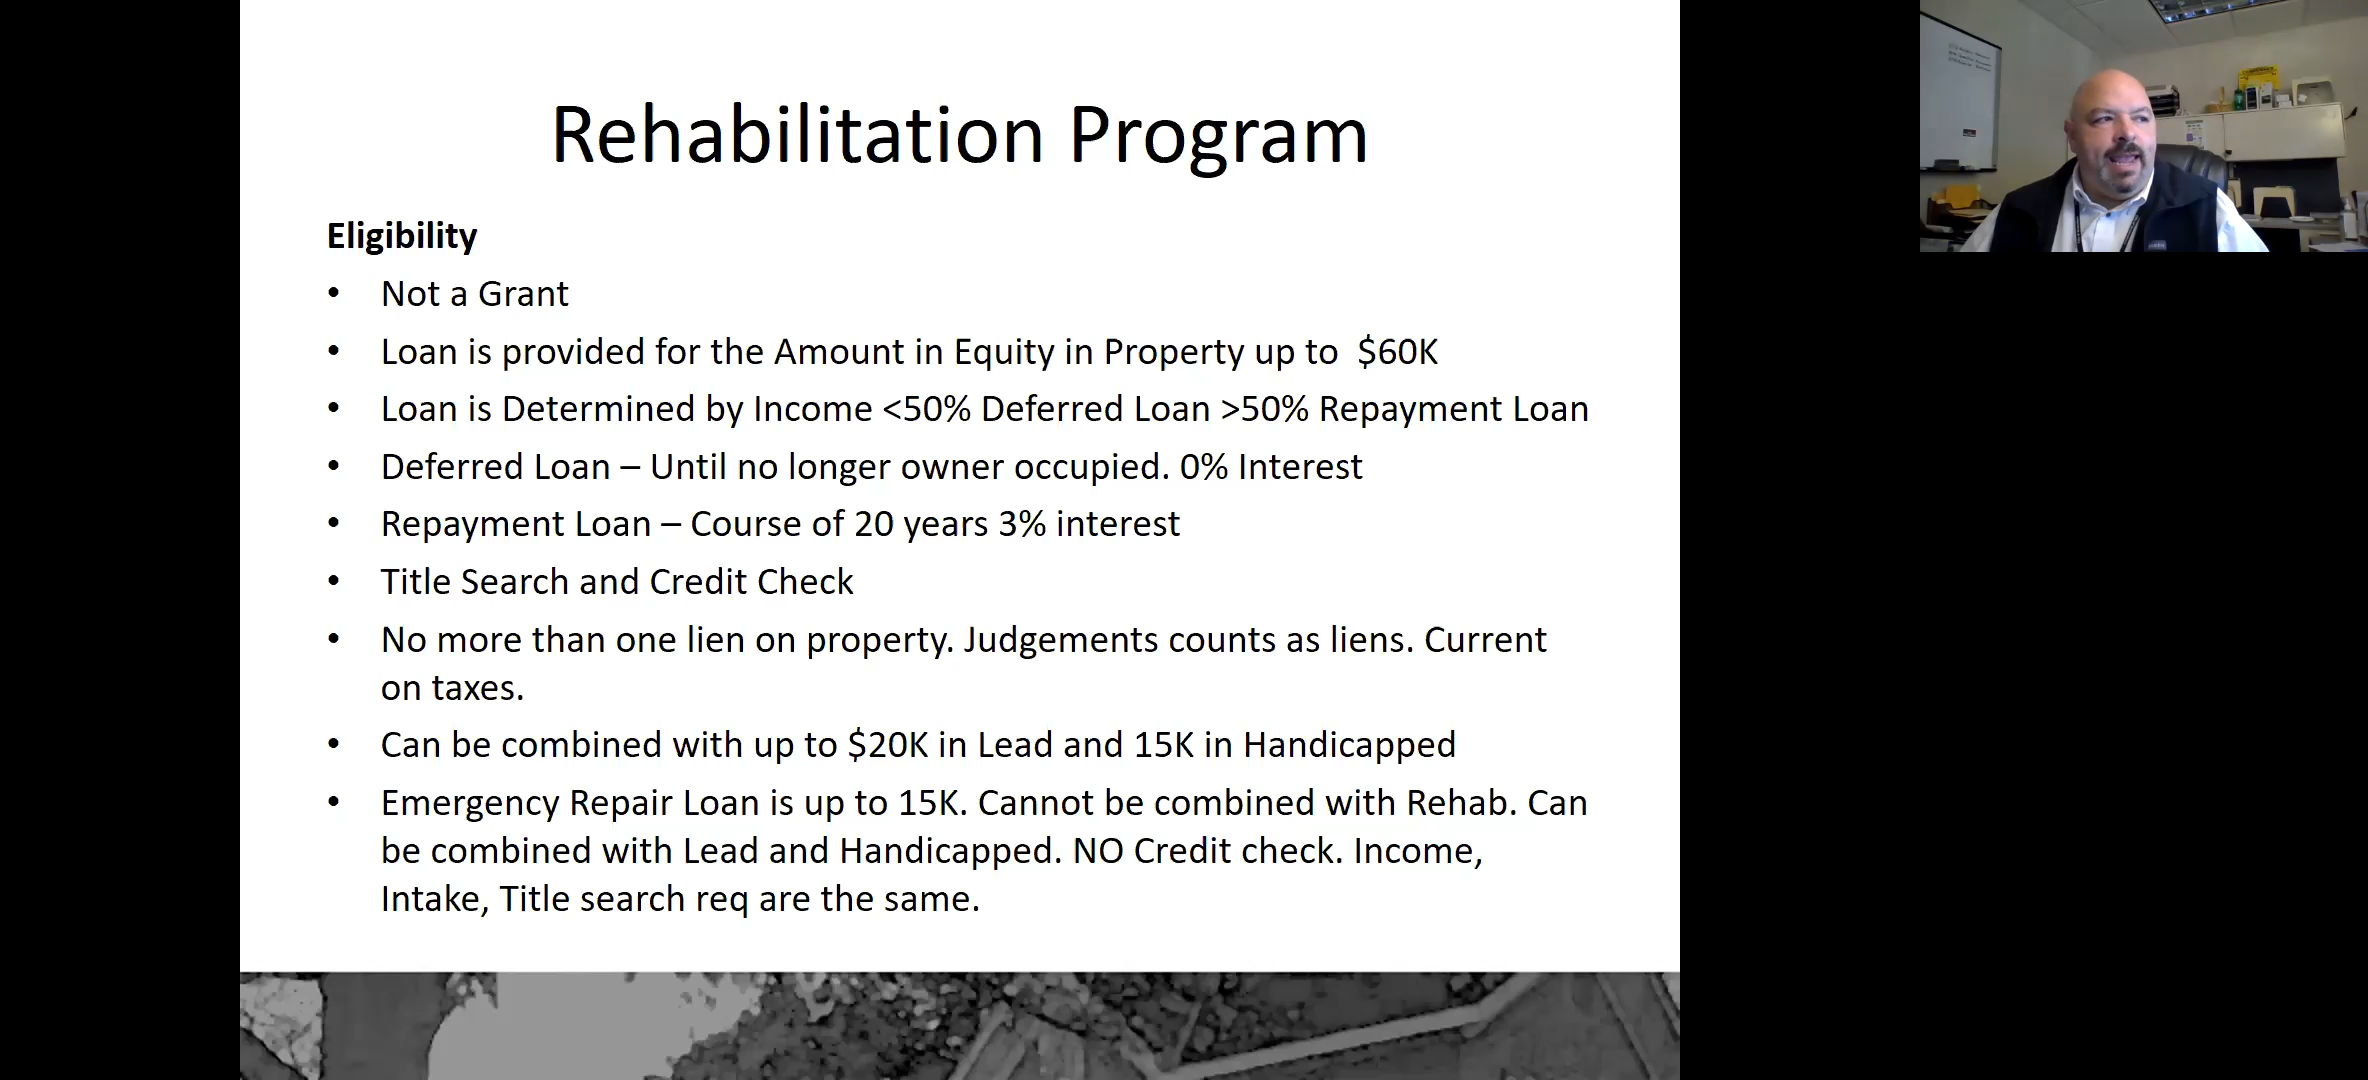 Rehabilitation Program
Eligibility
• Not a Grant
• Loan is provided for the Amount in Equity in Property up to  $60K
• Loan is Determined by Income <50% Deferred Loan >50% Repayment Loan
• Deferred Loan – Until no longer owner occupied. 0% Interest
• Repayment Loan – Course of 20 years 3% interest
• Title Search and Credit Check
• No more than one lien on property. Judgements counts as liens. Current
on taxes.
• Can be combined with up to $20K in Lead and 15K in Handicapped
• Emergency Repair Loan is up to 15K. Cannot be combined with Rehab. Can
be combined with Lead and Handicapped. NO Credit check. Income,
Intake, Title search req are the same.